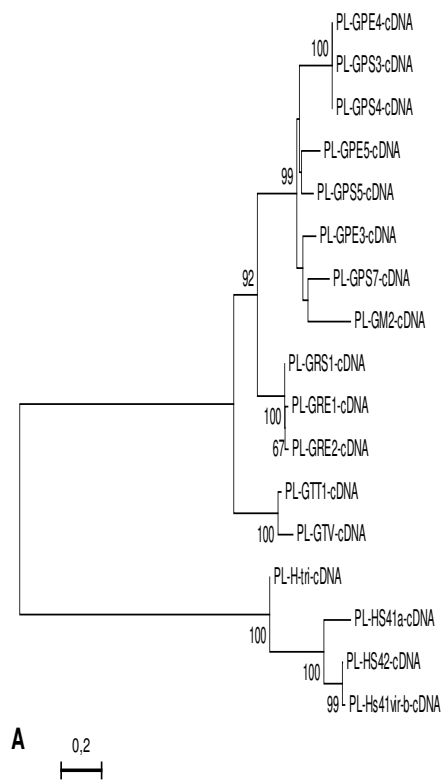 PL-GPE4-cDNA
100
PL-GPS3-cDNA
PL-GPS4-cDNA
PL-GPE5-cDNA
99
PL-GPS5-cDNA
PL-GPE3-cDNA
92
PL-GPS7-cDNA
PL-GM2-cDNA
PL-GRS1-cDNA
PL-GRE1-cDNA
100
67 PL-GRE2-cDNA
PL-GTT1-cDNA
100 PL-GTV-cDNA
PL-H-tri-cDNA
100
PL-HS41a-cDNA
100
PL-HS42-cDNA
99 PL-Hs41vir-b-cDNA
A
0,2